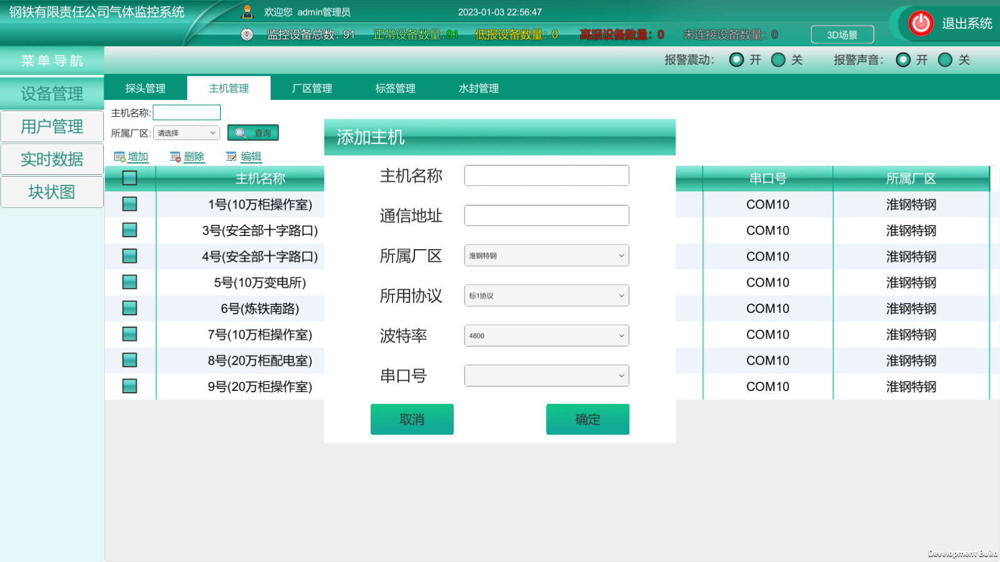 钢铁有限责任公司气体监控系统
欢迎您 admin管理员
2023-01-03 22:56:47
监控设备总数：91
正常设备数量:91
低报设备数量：0
高报设备数量：0
未连接设备数量：0
3D场景
退出系统
菜单导航
报警震动：
开
关
报警声音：
开
关
设备管理
用户管理
实时数据
块状图
探头管理
主机管理
厂区管理
标签管理
水封管理
主机名称:
所属厂区:
请选择
查询
增加
删除
编辑
主机名称
串口号
所属厂区
1号(10万柜操作室)
COM10
淮钢特钢
3号(安全部十字路口)
COM10
淮钢特钢
4号(安全部十字路口)
COM10
淮钢特钢
5号(10万变电所)
COM10
淮钢特钢
6号(炼铁南路)
COM10
淮钢特钢
7号(10万柜操作室)
COM10
淮钢特钢
8号(20万柜配电室)
COM10
淮钢特钢
9号(20万柜操作室)
COM10
淮钢特钢
添加主机
主机名称
通信地址
所属厂区
淮钢特钢
所用协议
标1协议
波特率
4800
串口号
取消
确定
Development Build